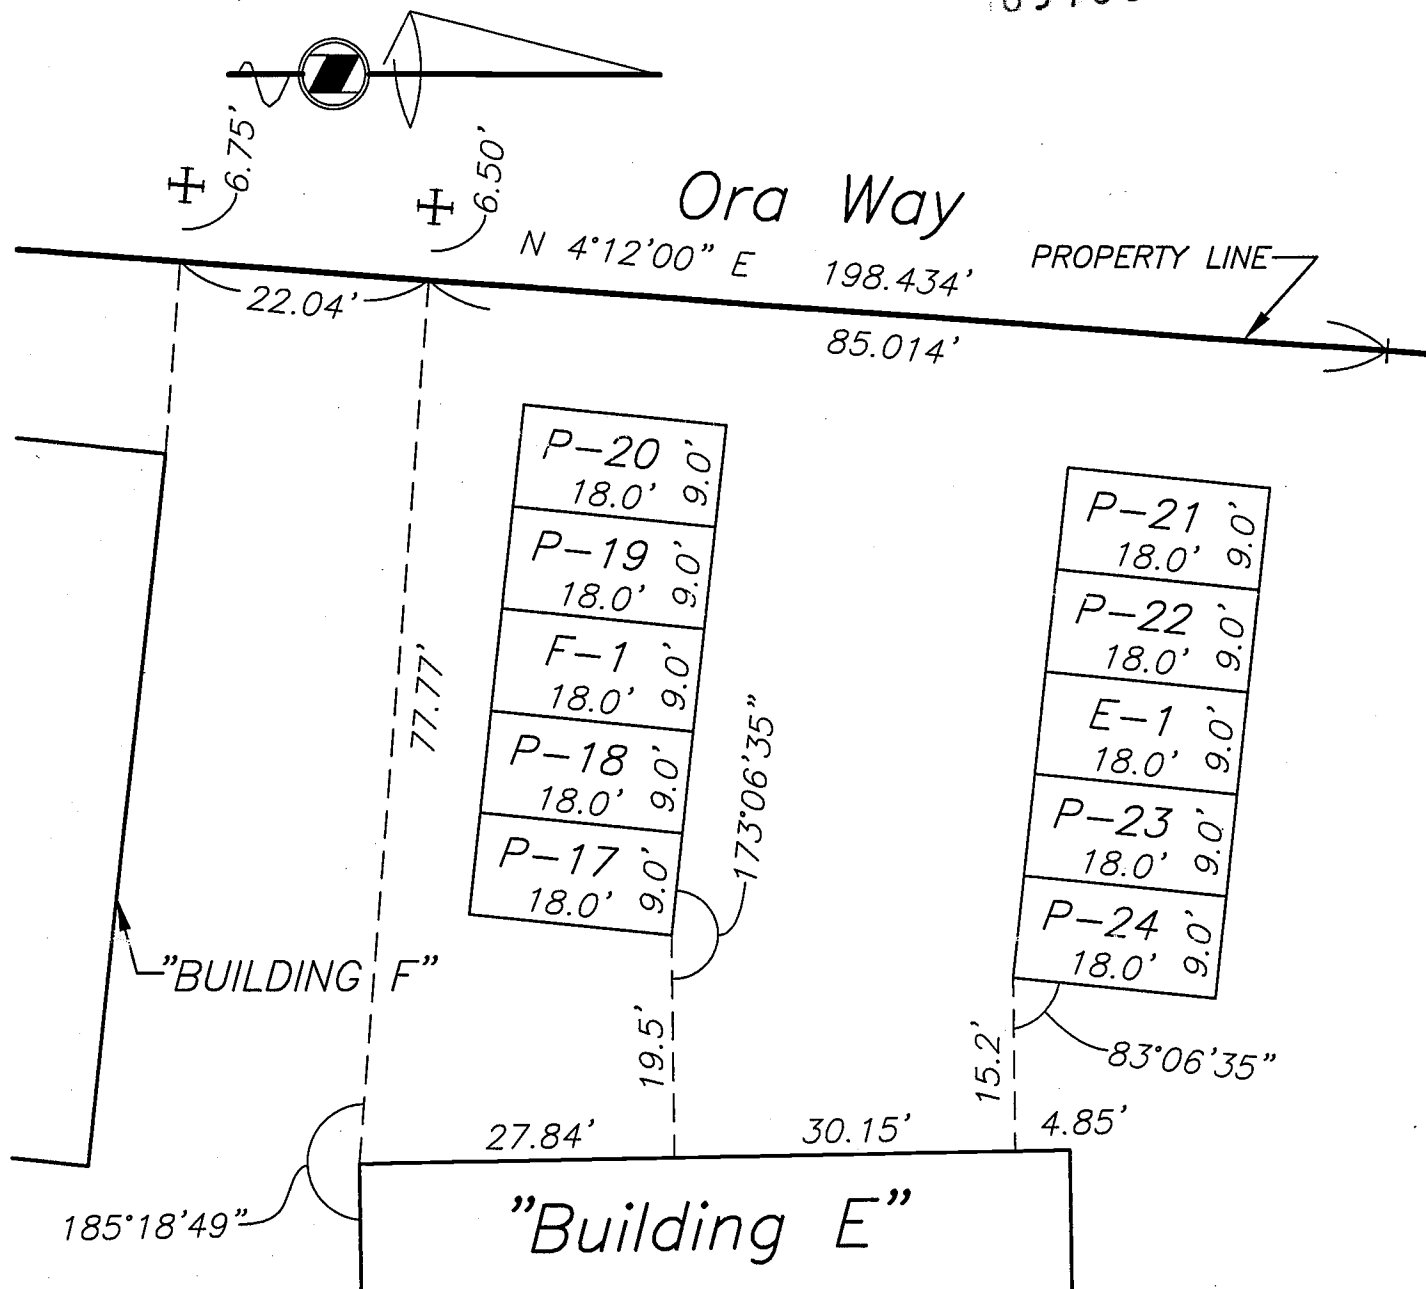 6.75'
6.50'
Ora Way
N 4°12'00" E 198.434'
PROPERTY LINE
22.04'
85.014'
P-20 9.0'
18.0'
P-19 9.0'
18.0'
F-1 9.0'
18.0'
P-18 9.0'
18.0'
P-17 9.0'
18.0'
P-21 9.0'
18.0'
P-22 9.0'
18.0'
E-1 9.0'
18.0'
P-23 9.0'
18.0'
P-24 9.0'
18.0'
77.77'
173°06'35"
"BUILDING F"
19.5'
15.2'
83°06'35"
27.84'
30.15'
4.85'
185°18'49"
"Building E"